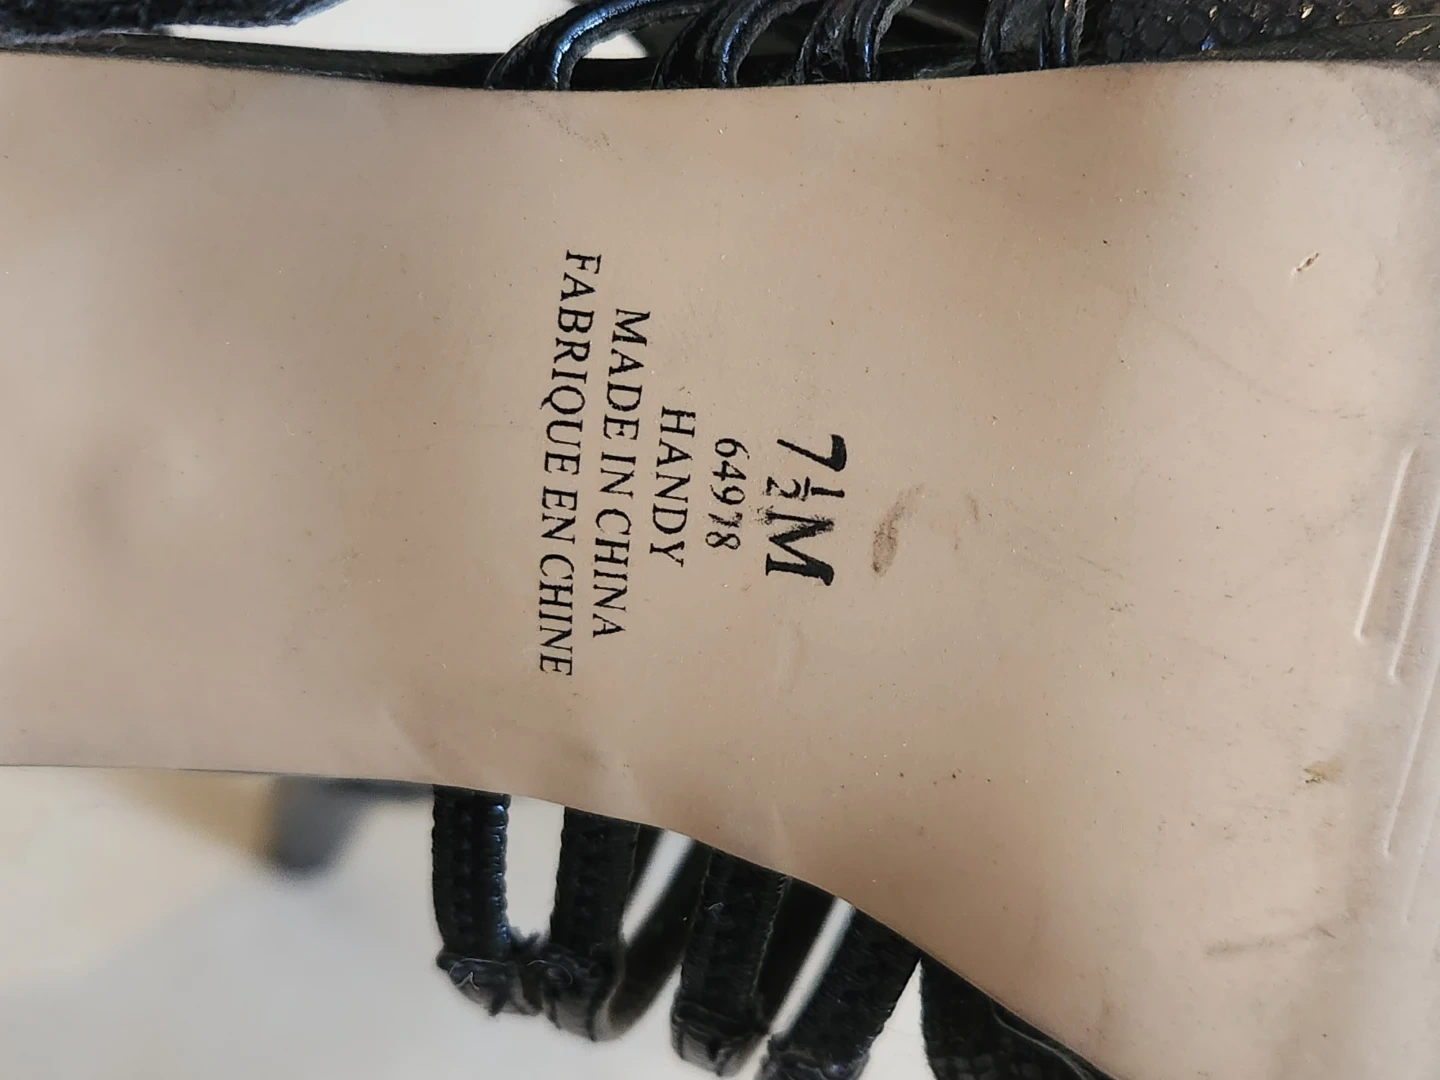 7½M
64978
HANDY
MADE IN CHINA
FABRIQUE EN CHINE